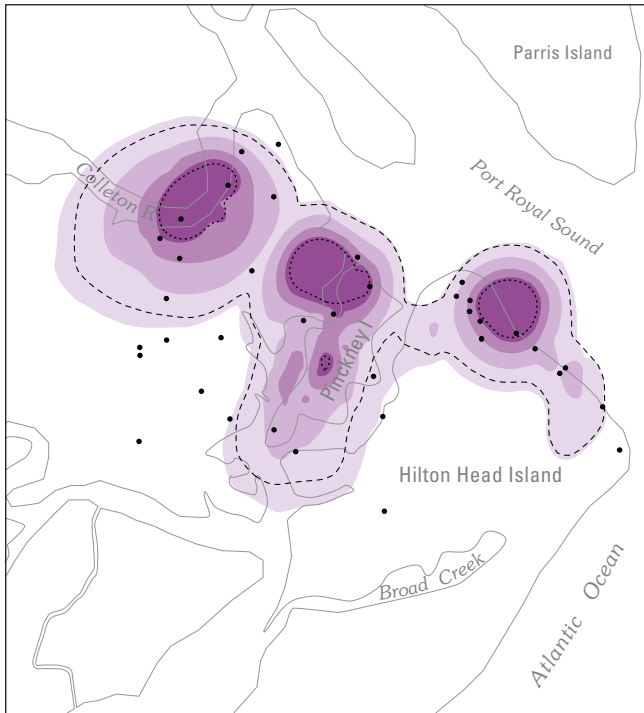 Parris Island
Port Royal Sound
Colleton R
Pinckney I
Hilton Head Island
Broad Creek
Atlantic Ocean